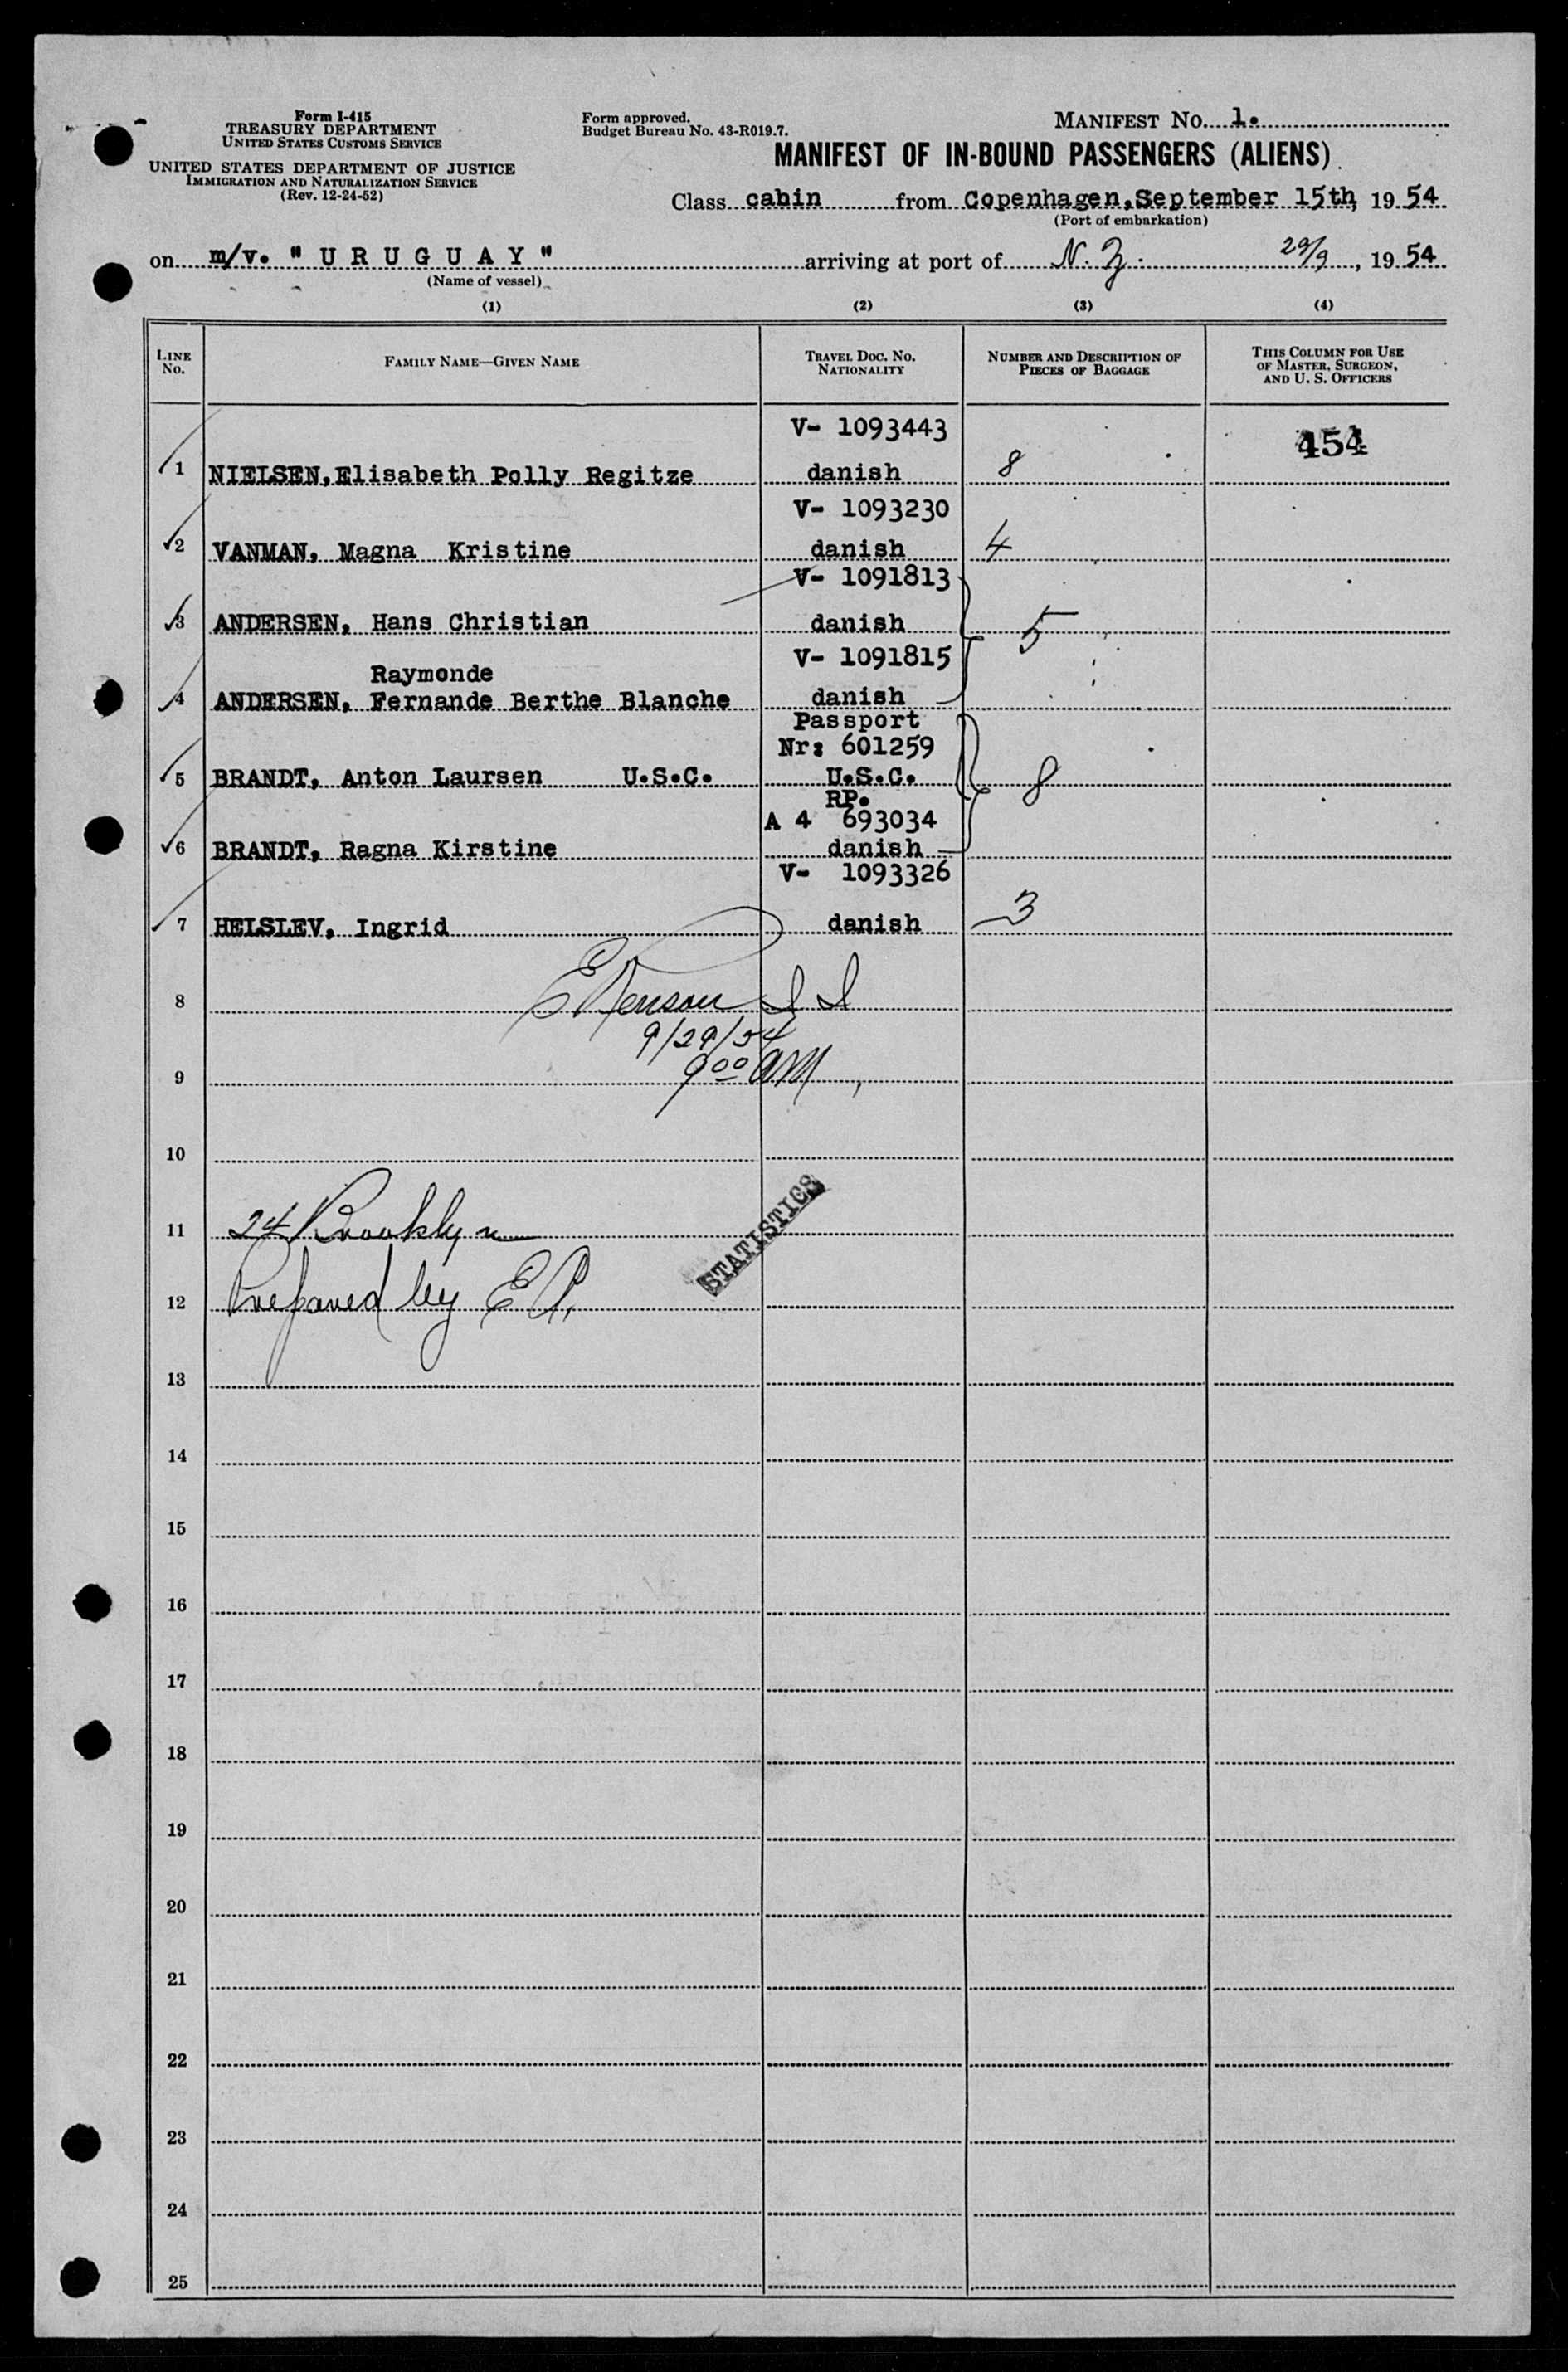 Form I-415
TREASURY DEPARTMENT
UNITED STATES CUSTOMS SERVICE
UNITED STATES DEPARTMENT OF JUSTICE
IMMIGRATION AND NATURALIZATION SERVICE
(Rev. 12-24-52)
Form approved.
Budget Bureau No. 43-R019.7.
MANIFEST NO. 1.
MANIFEST OF IN-BOUND PASSENGERS (ALIENS)
Class cabin from Copenhagen, September 15th, 1954
(Port of embarkation)
on m/v. " U R U G U A Y " arriving at port of N. Y. 29/9, 1954
(Name of vessel)
(1) (2) (3) (4)
LINE NO.
FAMILY NAME—GIVEN NAME
TRAVEL DOC. NO.
NATIONALITY
NUMBER AND DESCRIPTION OF
PIECES OF BAGGAGE
THIS COLUMN FOR USE
OF MASTER, SURGEON,
AND U. S. OFFICERS
V- 1093443 454
1 NIELSEN, Elisabeth Polly Regitze danish 8
V- 1093230
2 VANMAN, Magna Kristine danish 4
V- 1091813
3 ANDERSEN, Hans Christian danish 5
Raymonde V- 1091815
4 ANDERSEN, Fernande Berthe Blanche danish
Passport
Nr: 601259
5 BRANDT, Anton Laursen U.S.C. U.S.C. 8
RP.
A 4 693034
6 BRANDT, Ragna Kirstine danish
V- 1093326
7 HELSLEV, Ingrid danish 3
8
9/29/54
9 9 00 AM
10
11 24 Brooklyn
STATISTICS
12 Prepared by E P.
13
14
15
16
17
18
19
20
21
22
23
24
25